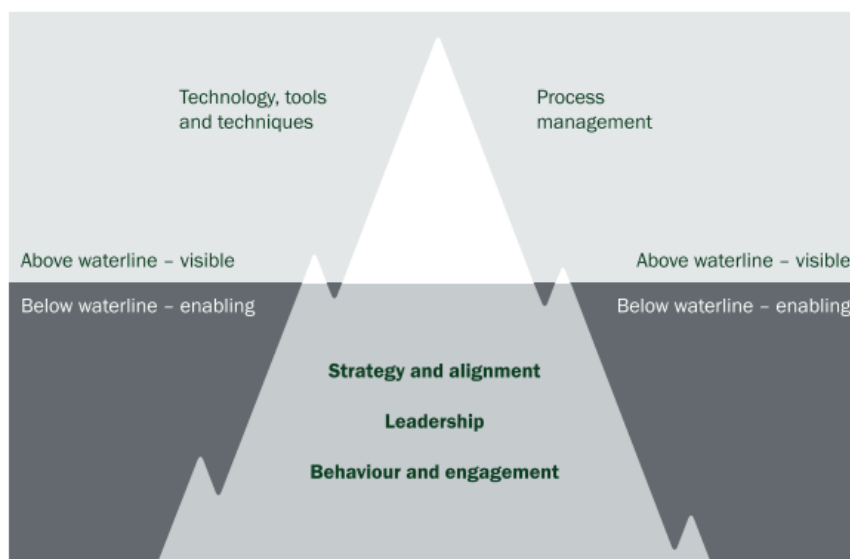 Technology, tools
and techniques
Process
management
Above waterline – visible
Above waterline – visible
Below waterline – enabling
Below waterline – enabling
Strategy and alignment
Leadership
Behaviour and engagement